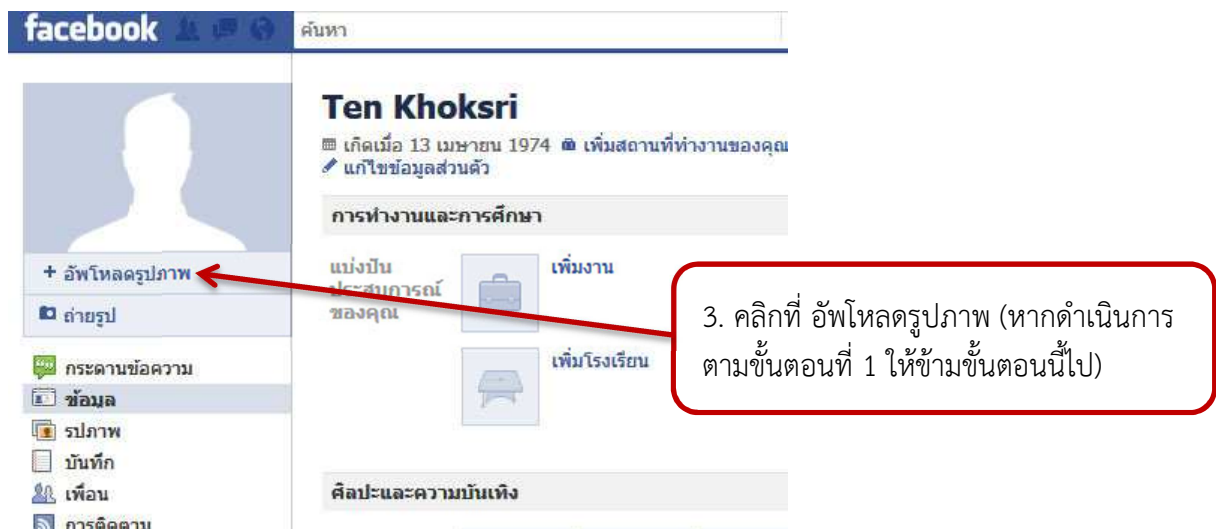 facebook
ค้นหา
Ten Khoksri
เกิดเมื่อ 13 เมษายน 1974 เพิ่มสถานที่ทำงานของคุณ
แก้ไขข้อมูลส่วนตัว
+ อัพโหลดรูปภาพ
ถ่ายรูป
กระดานข้อความ
ข้อมูล
รูปภาพ
บันทึก
เพื่อน
การติดตาม
การทำงานและการศึกษา
แบ่งปัน
ประสบการณ์
ของคุณ
เพิ่มงาน
เพิ่มโรงเรียน
ศิลปะและความบันเทิง
3. คลิกที่ อัพโหลดรูปภาพ (หากดำเนินการ
ตามขั้นตอนที่ 1 ให้ข้ามขั้นตอนนี้ไป)